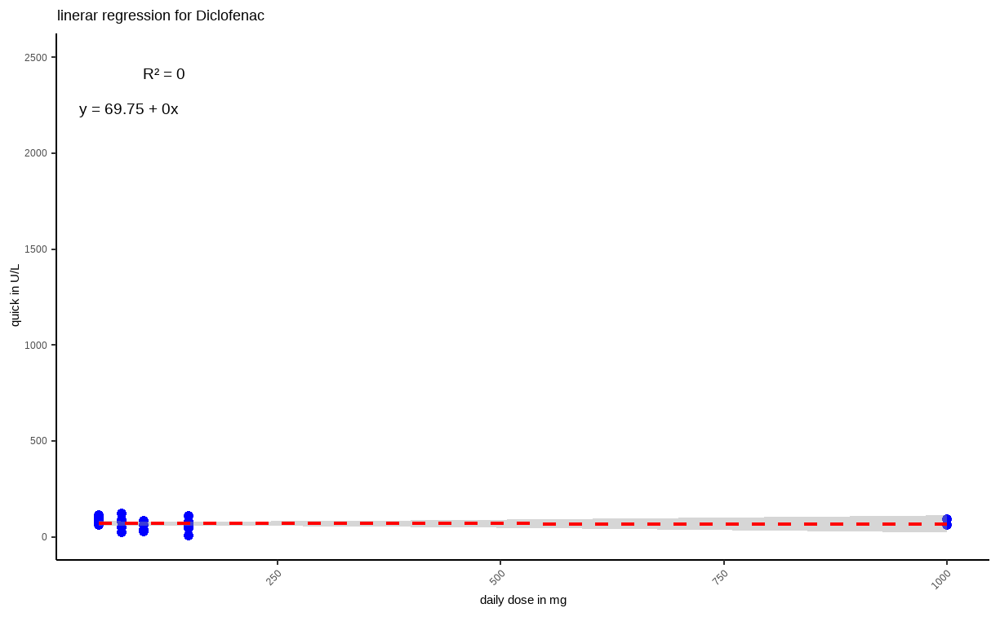 linerar regression for Diclofenac
R² = 0
y = 69.75 + 0x
quick in U/L
2500
2000
1500
1000
500
0
250
500
750
1000
daily dose in mg